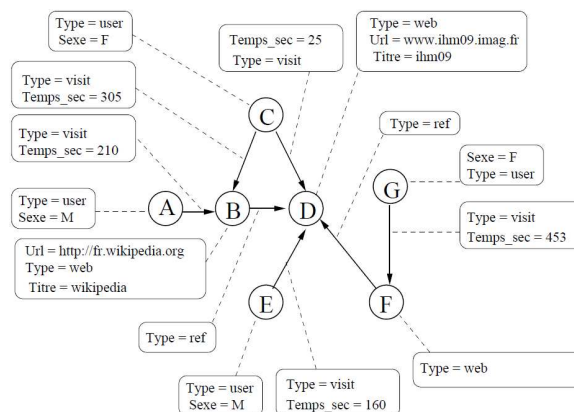 Type = user
Sexe = F
Temps_sec = 25
Type = visit
Type = web
Url = www.ihm09.imag.fr
Titre = ihm09
Type = visit
Temps_sec = 305
C
Type = ref
Type = visit
Temps_sec = 210
Sexe = F
Type = user
G
Type = user
Sexe = M
A
B
D
Type = visit
Temps_sec = 453
Url = http://fr.wikipedia.org
Type = web
Titre = wikipedia
E
F
Type = ref
Type = web
Type = user
Sexe = M
Type = visit
Temps_sec = 160